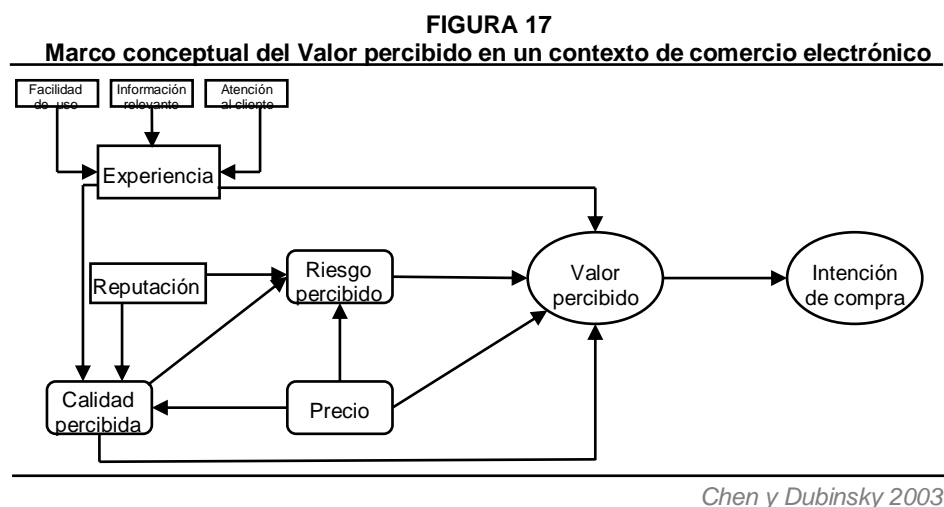 FIGURA 17
Marco conceptual del Valor percibido en un contexto de comercio electrónico
Facilidad
de uso
Información
relevante
Atención
al cliente
Experiencia
Reputación
Riesgo
percibido
Valor
percibido
Intención
de compra
Calidad
percibida
Precio
Chen y Dubinsky 2003